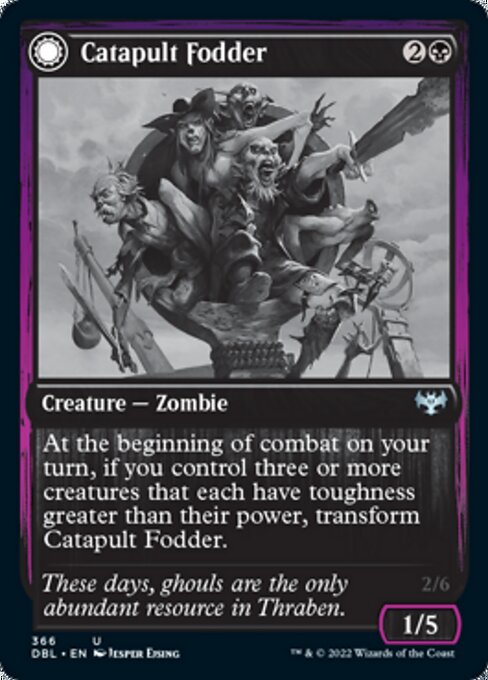 Catapult Fodder 2
Creature — Zombie
At the beginning of combat on your
turn, if you control three or more
creatures that each have toughness
greater than their power, transform
Catapult Fodder.
These days, ghouls are the only
abundant resource in Thraben.
2/6
1/5
366 U
DBL • EN Jesper Eising
™ & © 2022 Wizards of the Coast